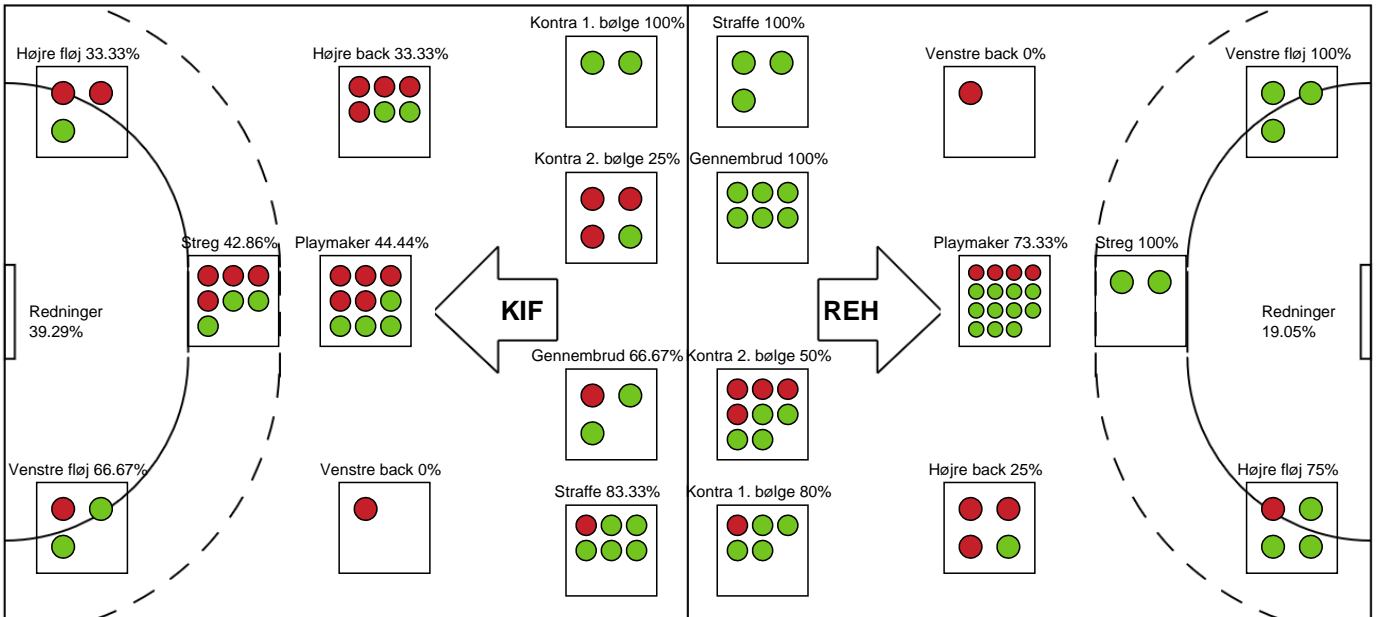 Kontra 1. bølge 100%
Straffe 100%
Højre fløj 33.33%
Højre back 33.33%
Venstre back 0%
Venstre fløj 100%
Kontra 2. bølge 25%
Gennembrud 100%
Streg 42.86%
Playmaker 44.44%
Playmaker 73.33%
Streg 100%
Redninger
39.29%
KIF
REH
Redninger
19.05%
Gennembrud 66.67%
Kontra 2. bølge 50%
Venstre fløj 66.67%
Venstre back 0%
Højre back 25%
Højre fløj 75%
Straffe 83.33%
Kontra 1. bølge 80%